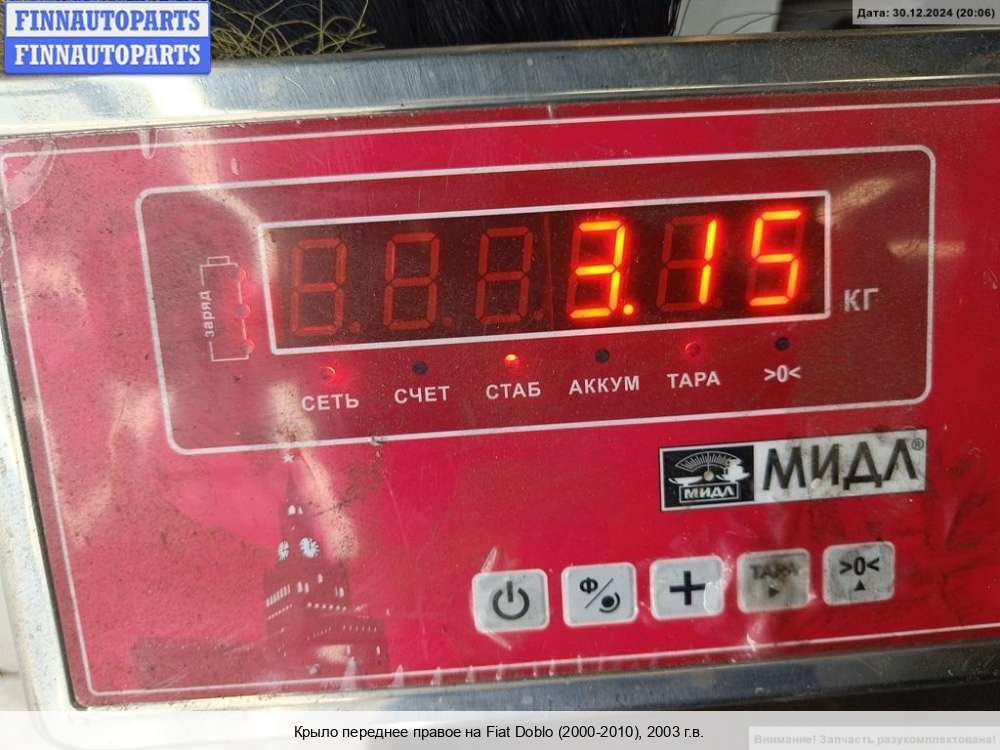 FINNAUTOPARTS
FINNAUTOPARTS
Дата: 30.12.2024 (20:06)
заряд
3.15
КГ
СЕТЬ СЧЕТ СТАБ АККУМ ТАРА >0<
МИДЛ
МИДЛ®
Ф
ТАРА
>0<
Крыло переднее правое на Fiat Doblo (2000-2010), 2003 г.в.
Внимание! Запчасть разукомплектована!